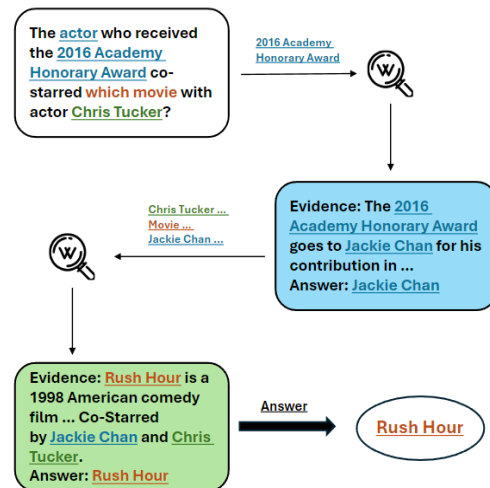 The actor who received
the 2016 Academy
Honorary Award co-
starred which movie with
actor Chris Tucker?
2016 Academy
Honorary Award
W
Evidence: The 2016
Academy Honorary Award
goes to Jackie Chan for his
contribution in ...
Answer: Jackie Chan
Chris Tucker ...
Movie ...
Jackie Chan ...
W
Evidence: Rush Hour is a
1998 American comedy
film ... Co-Starred
by Jackie Chan and Chris
Tucker.
Answer: Rush Hour
Answer
Rush Hour